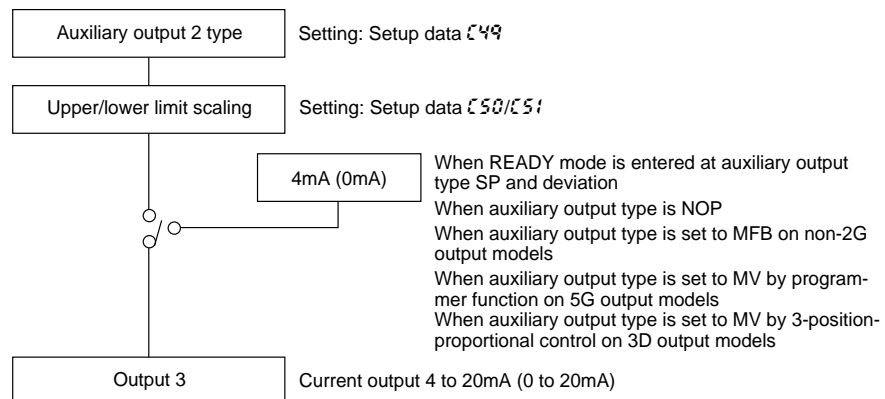 Auxiliary output 2 type
Setting: Setup data C49
Upper/lower limit scaling
Setting: Setup data C50/C51
4mA (0mA)
When READY mode is entered at auxiliary output
type SP and deviation
When auxiliary output type is NOP
When auxiliary output type is set to MFB on non-2G
output models
When auxiliary output type is set to MV by program-
mer function on 5G output models
When auxiliary output type is set to MV by 3-position-
proportional control on 3D output models
Output 3
Current output 4 to 20mA (0 to 20mA)